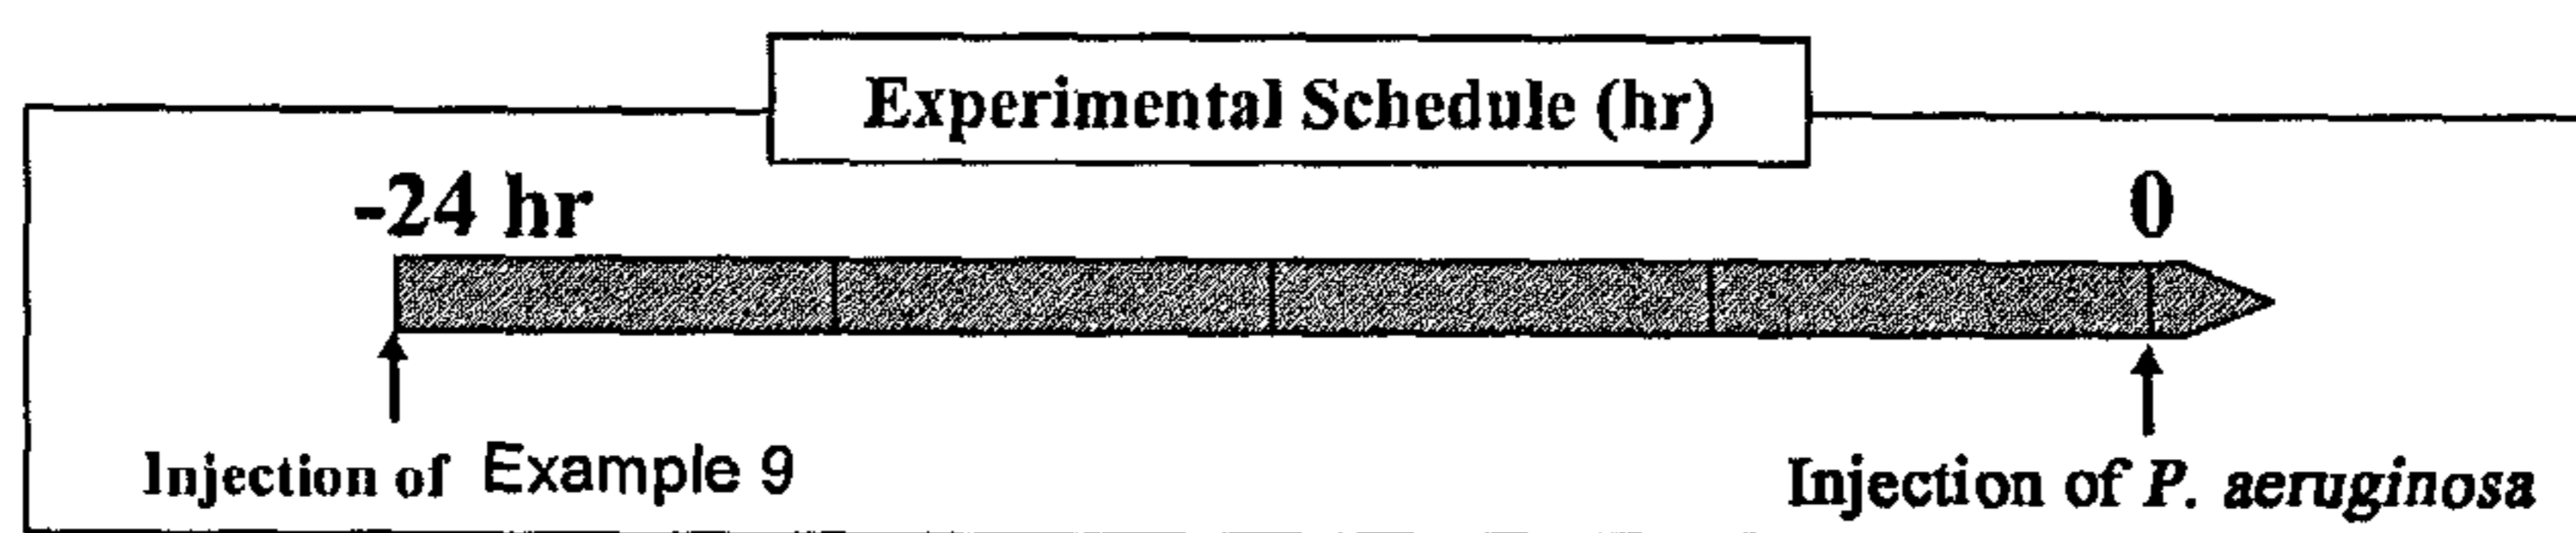 Experimental Schedule (hr)
-24 hr 0
Injection of Example 9 Injection of P. aeruginosa